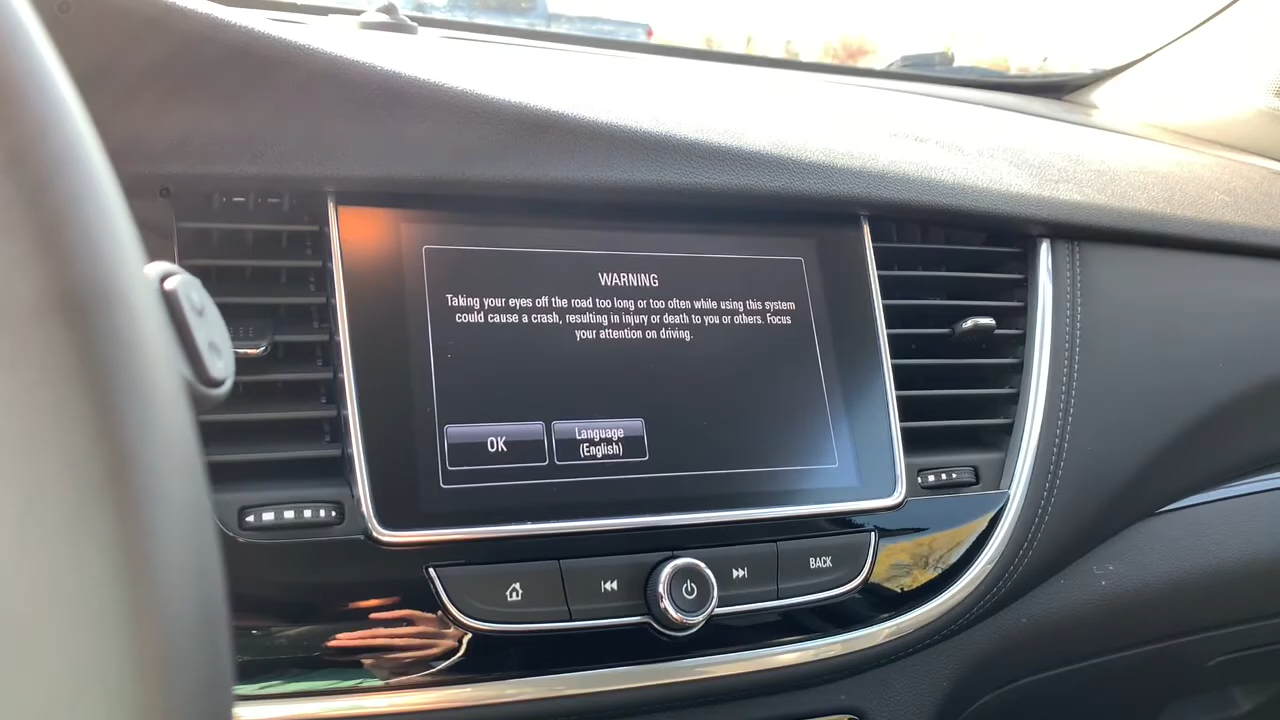 WARNING
Taking your eyes off the road too long or too often while using this system
could cause a crash, resulting in injury or death to you or others. Focus
your attention on driving.
OK
Language
(English)
BACK